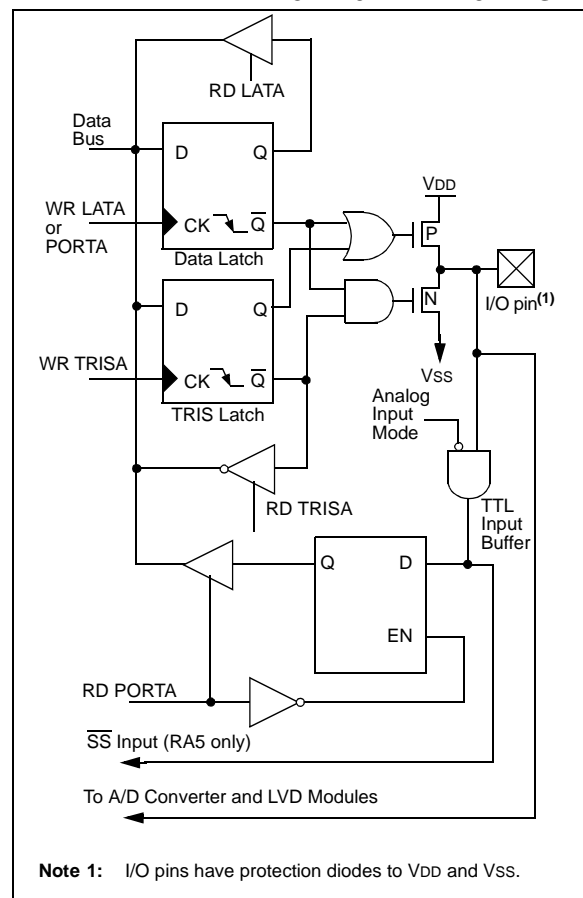 RD LATA
Data
Bus
D Q
WR LATA
or
PORTA
CK Q
Data Latch
VDD
P
D Q
N
I/O pin(1)
WR TRISA
CK Q
TRIS Latch
VSS
Analog
Input
Mode
RD TRISA
TTL
Input
Buffer
Q D
EN
RD PORTA
SS Input (RA5 only)
To A/D Converter and LVD Modules
Note 1: I/O pins have protection diodes to VDD and VSS.